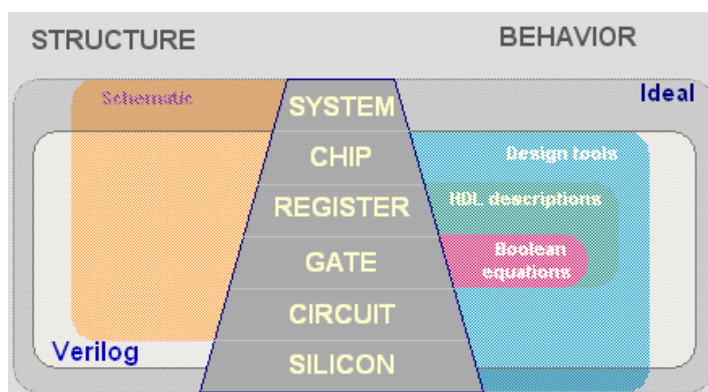 STRUCTURE
BEHAVIOR
Schematic
Ideal
SYSTEM
CHIP
Design tools
REGISTER
HDL descriptions
GATE
Boolean
equations
CIRCUIT
Verilog
SILICON